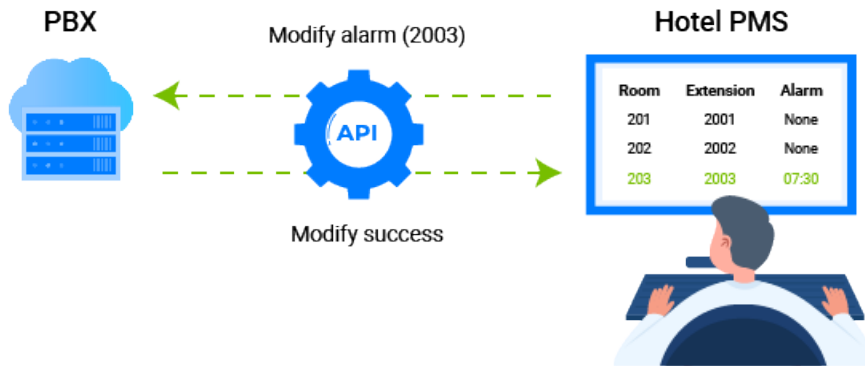 PBX
Hotel PMS
Modify alarm (2003)
API
Modify success
Room Extension Alarm
201 2001 None
202 2002 None
203 2003 07:30